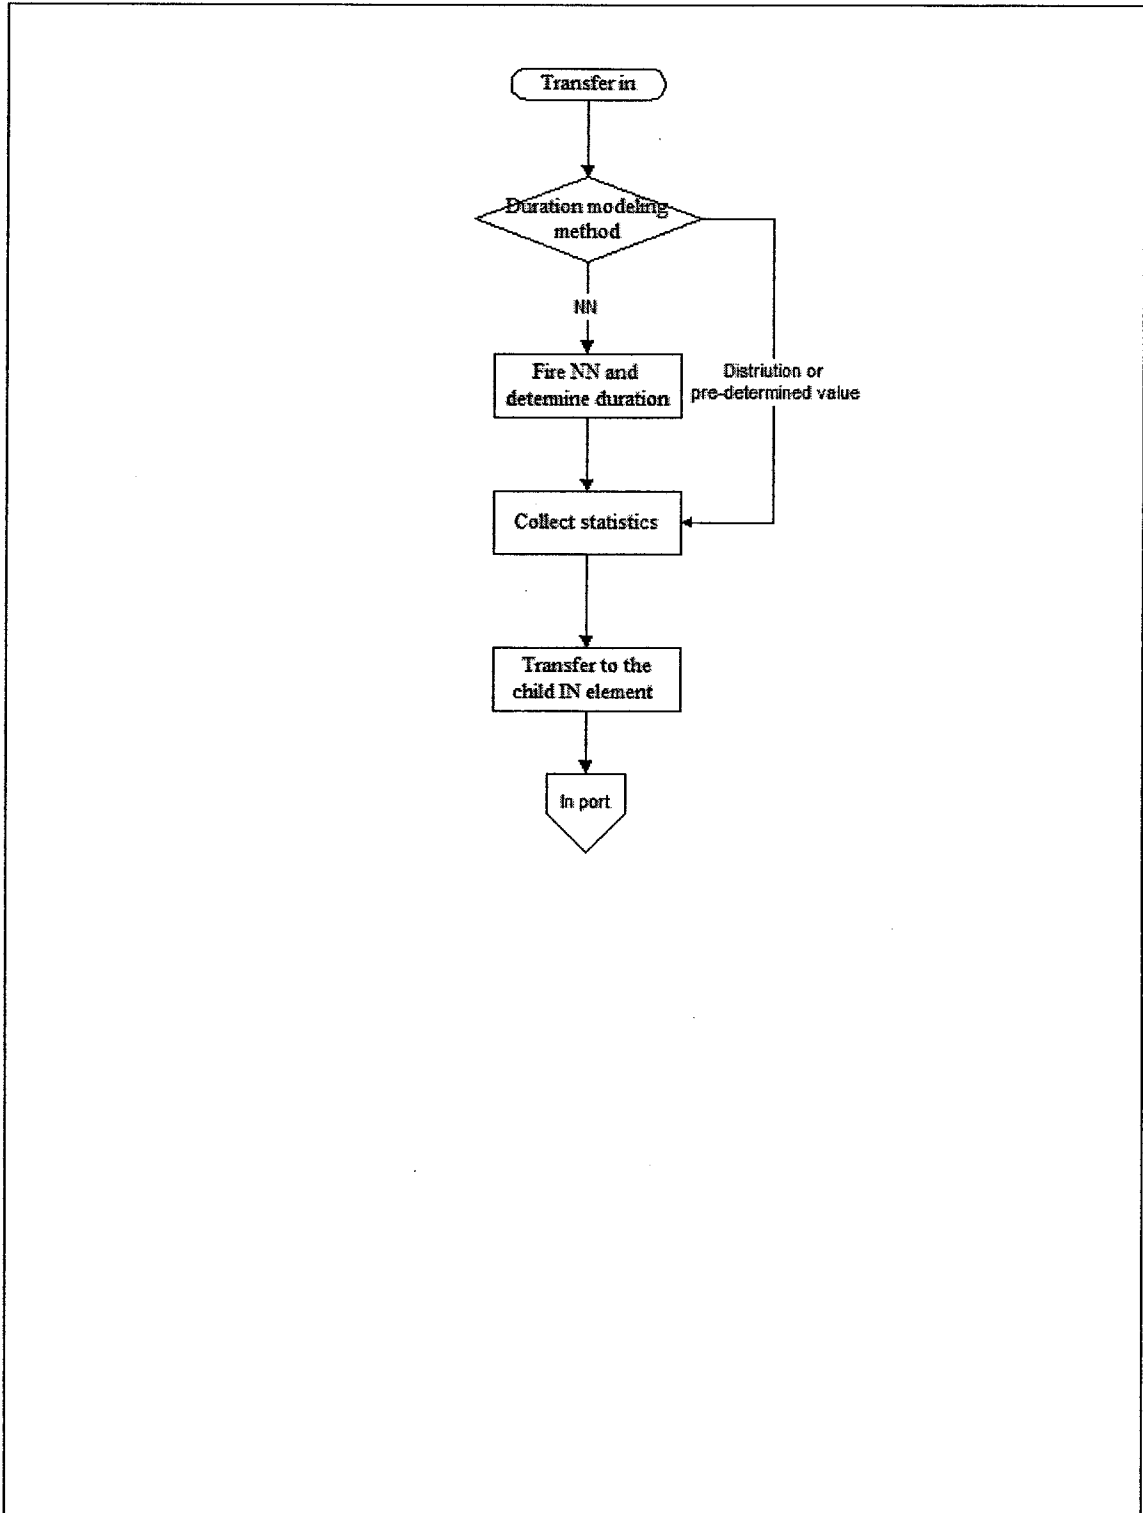 Transfer in
Duration modeling
method
NN
Fire NN and
determine duration
Distriution or
pre-determined value
Collect statistics
Transfer to the
child IN element
In port